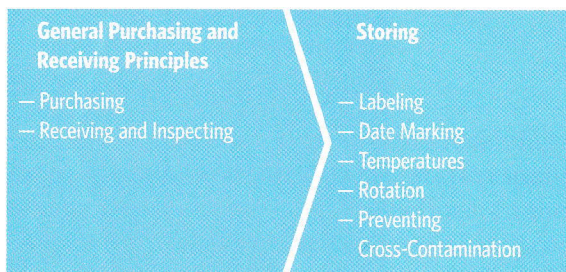 General Purchasing and
Receiving Principles
— Purchasing
— Receiving and Inspecting
Storing
— Labeling
— Date Marking
— Temperatures
— Rotation
— Preventing
Cross-Contamination